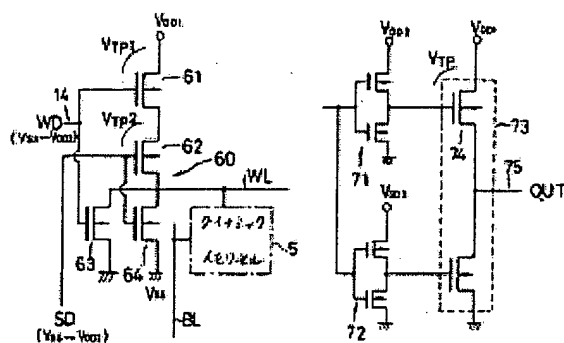 VDD1
VTP1
61
14
WD
(VSS-VDD1)
VTP2
62
60
WL
63
64
ダイナミック
メモリセル
5
VSS
SD
(VSS-VDD1)
BL
VDD1
71
VDD1
72
VTP
74
73
75
OUT